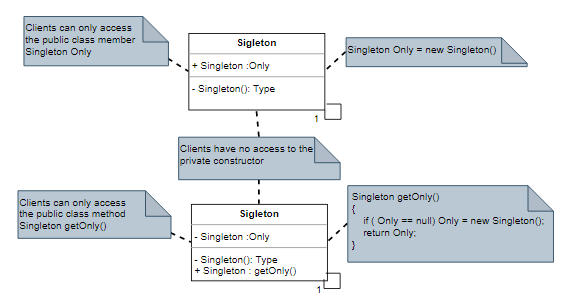 Clients can only access
the public class member
Singleton Only
Sigleton
+ Singleton :Only
- Singleton(): Type
1
Singleton Only = new Singleton()
Clients have no access to the
private constructor
Clients can only access
the public class method
Singleton getOnly()
Sigleton
- Singleton :Only
- Singleton(): Type
+ Singleton : getOnly()
1
Singleton getOnly()
{
if ( Only == null) Only = new Singleton();
return Only;
}